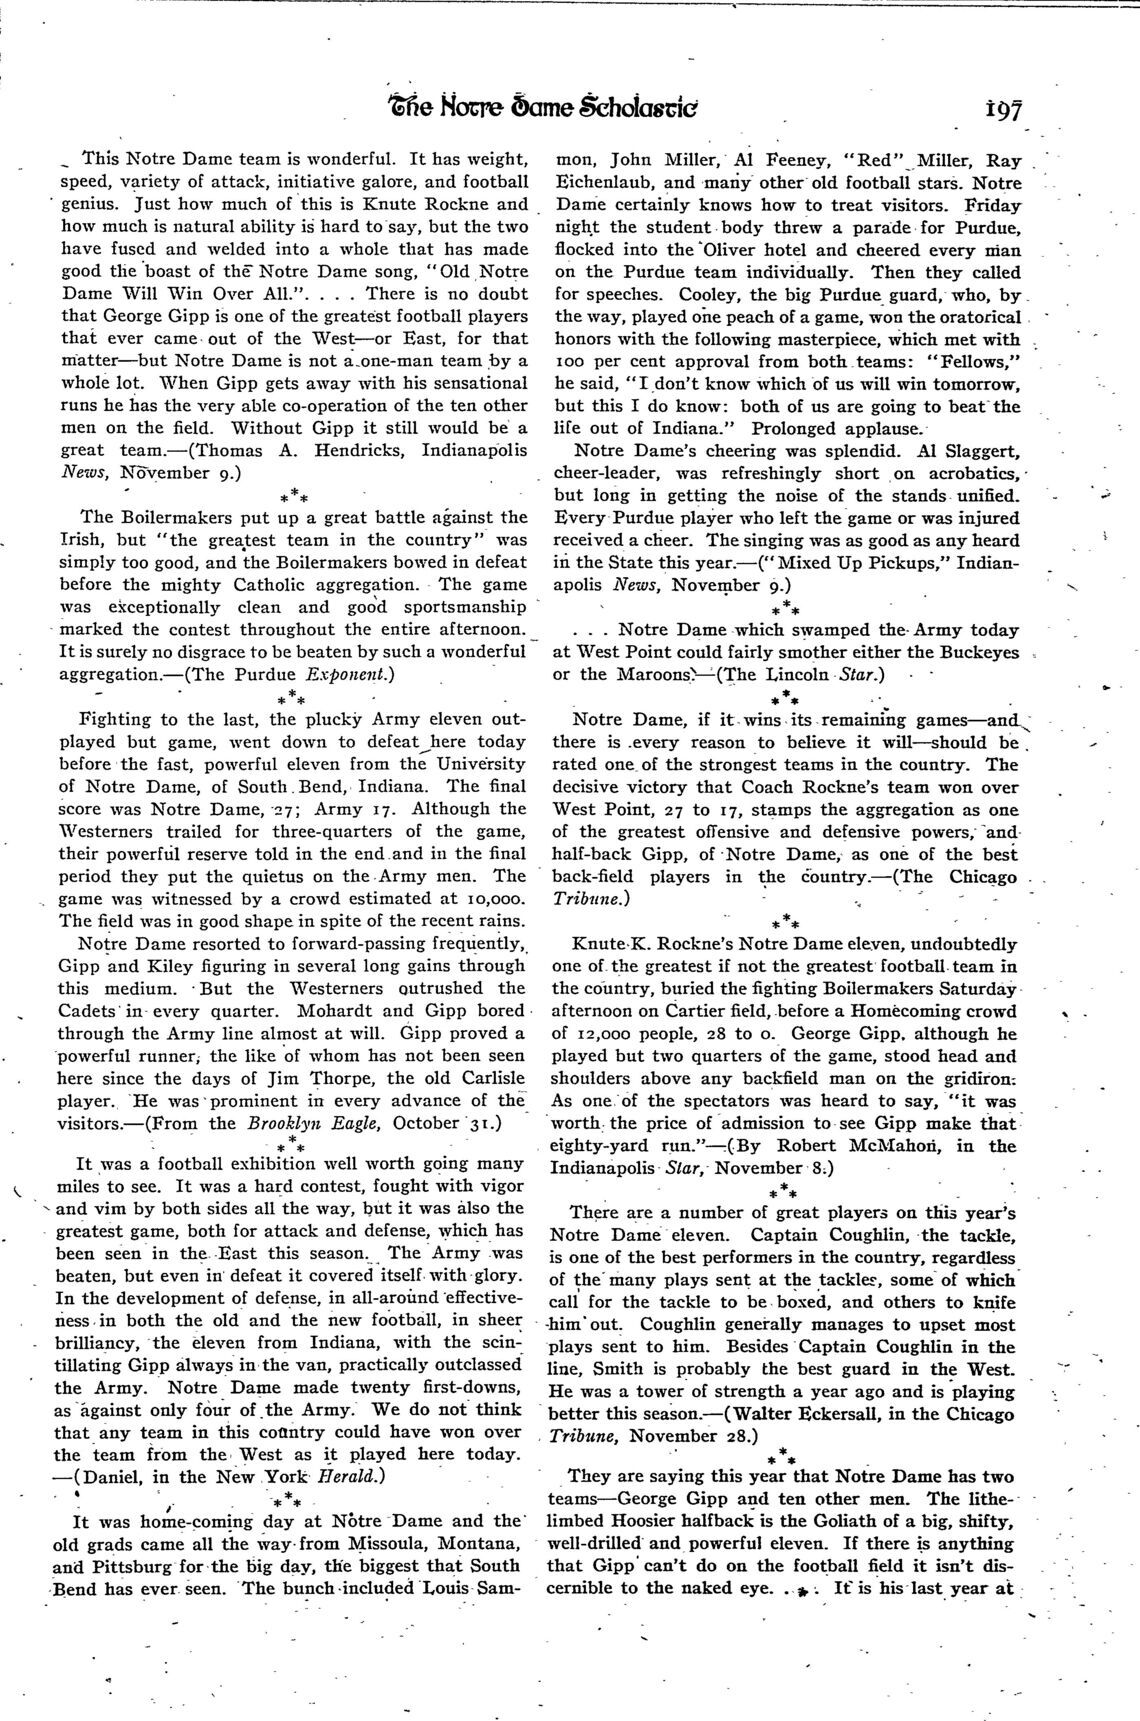 The Notre Dame Scholastic
197
This Notre Dame team is wonderful. It has weight,
speed, variety of attack, initiative galore, and football
genius. Just how much of this is Knute Rockne and
how much is natural ability is hard to say, but the two
have fused and welded into a whole that has made
good the boast of the Notre Dame song, "Old Notre
Dame Will Win Over All.". . . . There is no doubt
that George Gipp is one of the greatest football players
that ever came out of the West—or East, for that
matter—but Notre Dame is not a one-man team by a
whole lot. When Gipp gets away with his sensational
runs he has the very able co-operation of the ten other
men on the field. Without Gipp it still would be a
great team.—(Thomas A. Hendricks, Indianapolis
News, November 9.)
***
The Boilermakers put up a great battle against the
Irish, but "the greatest team in the country" was
simply too good, and the Boilermakers bowed in defeat
before the mighty Catholic aggregation. The game
was exceptionally clean and good sportsmanship
marked the contest throughout the entire afternoon.
It is surely no disgrace to be beaten by such a wonderful
aggregation.—(The Purdue Exponent.)
***
Fighting to the last, the plucky Army eleven out-
played but game, went down to defeat here today
before the fast, powerful eleven from the University
of Notre Dame, of South Bend, Indiana. The final
score was Notre Dame, 27; Army 17. Although the
Westerners trailed for three-quarters of the game,
their powerful reserve told in the end and in the final
period they put the quietus on the Army men. The
game was witnessed by a crowd estimated at 10,000.
The field was in good shape in spite of the recent rains.
Notre Dame resorted to forward-passing frequently,
Gipp and Kiley figuring in several long gains through
this medium. But the Westerners outrushed the
Cadets in every quarter. Mohardt and Gipp bored
through the Army line almost at will. Gipp proved a
powerful runner, the like of whom has not been seen
here since the days of Jim Thorpe, the old Carlisle
player. He was prominent in every advance of the
visitors.—(From the Brooklyn Eagle, October 31.)
***
It was a football exhibition well worth going many
miles to see. It was a hard contest, fought with vigor
and vim by both sides all the way, but it was also the
greatest game, both for attack and defense, which has
been seen in the East this season. The Army was
beaten, but even in defeat it covered itself with glory.
In the development of defense, in all-around effective-
ness in both the old and the new football, in sheer
brilliancy, the eleven from Indiana, with the scin-
tillating Gipp always in the van, practically outclassed
the Army. Notre Dame made twenty first-downs,
as against only four of the Army. We do not think
that any team in this country could have won over
the team from the West as it played here today.
—(Daniel, in the New York Herald.)
***
It was home-coming day at Notre Dame and the
old grads came all the way from Missoula, Montana,
and Pittsburg for the big day, the biggest that South
Bend has ever seen. The bunch included Louis Sam-
mon, John Miller, Al Feeney, "Red" Miller, Ray
Eichenlaub, and many other old football stars. Notre
Dame certainly knows how to treat visitors. Friday
night the student body threw a parade for Purdue,
flocked into the Oliver hotel and cheered every man
on the Purdue team individually. Then they called
for speeches. Cooley, the big Purdue guard, who, by
the way, played one peach of a game, won the oratorical
honors with the following masterpiece, which met with
100 per cent approval from both teams: "Fellows,"
he said, "I don't know which of us will win tomorrow,
but this I do know: both of us are going to beat the
life out of Indiana." Prolonged applause.
Notre Dame's cheering was splendid. Al Slaggert,
cheer-leader, was refreshingly short on acrobatics,
but long in getting the noise of the stands unified.
Every Purdue player who left the game or was injured
received a cheer. The singing was as good as any heard
in the State this year.—("Mixed Up Pickups," Indian-
apolis News, November 9.)
***
. . . Notre Dame which swamped the Army today
at West Point could fairly smother either the Buckeyes
or the Maroons.—(The Lincoln Star.)
***
Notre Dame, if it wins its remaining games—and
there is every reason to believe it will—should be
rated one of the strongest teams in the country. The
decisive victory that Coach Rockne's team won over
West Point, 27 to 17, stamps the aggregation as one
of the greatest offensive and defensive powers, and
half-back Gipp, of Notre Dame, as one of the best
back-field players in the country.—(The Chicago
Tribune.)
***
Knute K. Rockne's Notre Dame eleven, undoubtedly
one of the greatest if not the greatest football team in
the country, buried the fighting Boilermakers Saturday
afternoon on Cartier field, before a Homecoming crowd
of 12,000 people, 28 to 0. George Gipp, although he
played but two quarters of the game, stood head and
shoulders above any backfield man on the gridiron.
As one of the spectators was heard to say, "it was
worth the price of admission to see Gipp make that
eighty-yard run."—(By Robert McMahon, in the
Indianapolis Star, November 8.)
***
There are a number of great players on this year's
Notre Dame eleven. Captain Coughlin, the tackle,
is one of the best performers in the country, regardless
of the many plays sent at the tackles, some of which
call for the tackle to be boxed, and others to knife
him out. Coughlin generally manages to upset most
plays sent to him. Besides Captain Coughlin in the
line, Smith is probably the best guard in the West.
He was a tower of strength a year ago and is playing
better this season.—(Walter Eckersall, in the Chicago
Tribune, November 28.)
***
They are saying this year that Notre Dame has two
teams—George Gipp and ten other men. The lithe-
limbed Hoosier halfback is the Goliath of a big, shifty,
well-drilled and powerful eleven. If there is anything
that Gipp can't do on the football field it isn't dis-
cernible to the naked eye. . . . It is his last year at